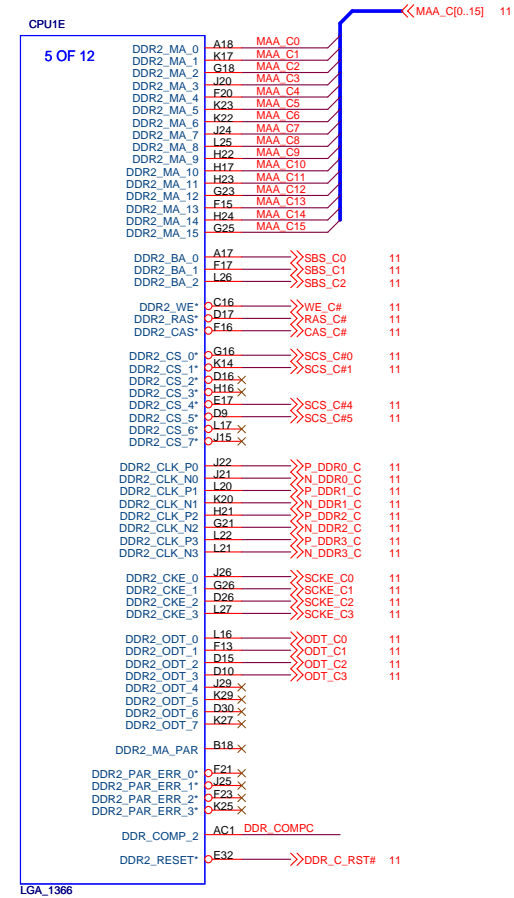 MAA_C[0..15] 11
CPU1E
5 OF 12
DDR2_MA_0 A18 MAA_C0
DDR2_MA_1 K17 MAA_C1
DDR2_MA_2 G18 MAA_C2
DDR2_MA_3 J20 MAA_C3
DDR2_MA_4 F20 MAA_C4
DDR2_MA_5 K23 MAA_C5
DDR2_MA_6 K22 MAA_C6
DDR2_MA_7 J24 MAA_C7
DDR2_MA_8 L25 MAA_C8
DDR2_MA_9 H22 MAA_C9
DDR2_MA_10 H17 MAA_C10
DDR2_MA_11 H23 MAA_C11
DDR2_MA_12 G23 MAA_C12
DDR2_MA_13 F15 MAA_C13
DDR2_MA_14 H24 MAA_C14
DDR2_MA_15 G25 MAA_C15
DDR2_BA_0 A17 SBS_C0 11
DDR2_BA_1 F17 SBS_C1 11
DDR2_BA_2 L26 SBS_C2 11
DDR2_WE* C16 WE_C# 11
DDR2_RAS* D17 RAS_C# 11
DDR2_CAS* F16 CAS_C# 11
DDR2_CS_0* G16 SCS_C#0 11
DDR2_CS_1* K14 SCS_C#1 11
DDR2_CS_2* D16
DDR2_CS_3* H16
DDR2_CS_4* E17 SCS_C#4 11
DDR2_CS_5* D9 SCS_C#5 11
DDR2_CS_6* L17
DDR2_CS_7* J15
DDR2_CLK_P0 J22 P_DDR0_C 11
DDR2_CLK_N0 J21 N_DDR0_C 11
DDR2_CLK_P1 L20 P_DDR1_C 11
DDR2_CLK_N1 K20 N_DDR1_C 11
DDR2_CLK_P2 H21 P_DDR2_C 11
DDR2_CLK_N2 G21 N_DDR2_C 11
DDR2_CLK_P3 L22 P_DDR3_C 11
DDR2_CLK_N3 L21 N_DDR3_C 11
DDR2_CKE_0 J26 SCKE_C0 11
DDR2_CKE_1 G26 SCKE_C1 11
DDR2_CKE_2 D26 SCKE_C2 11
DDR2_CKE_3 L27 SCKE_C3 11
DDR2_ODT_0 L16 ODT_C0 11
DDR2_ODT_1 F13 ODT_C1 11
DDR2_ODT_2 D15 ODT_C2 11
DDR2_ODT_3 D10 ODT_C3 11
DDR2_ODT_4 J29
DDR2_ODT_5 K29
DDR2_ODT_6 D30
DDR2_ODT_7 K27
DDR2_MA_PAR B18
DDR2_PAR_ERR_0* F21
DDR2_PAR_ERR_1* J25
DDR2_PAR_ERR_2* F23
DDR2_PAR_ERR_3* K25
DDR_COMP_2 AC1 DDR_COMPC
DDR2_RESET* E32 DDR_C_RST# 11
LGA_1366